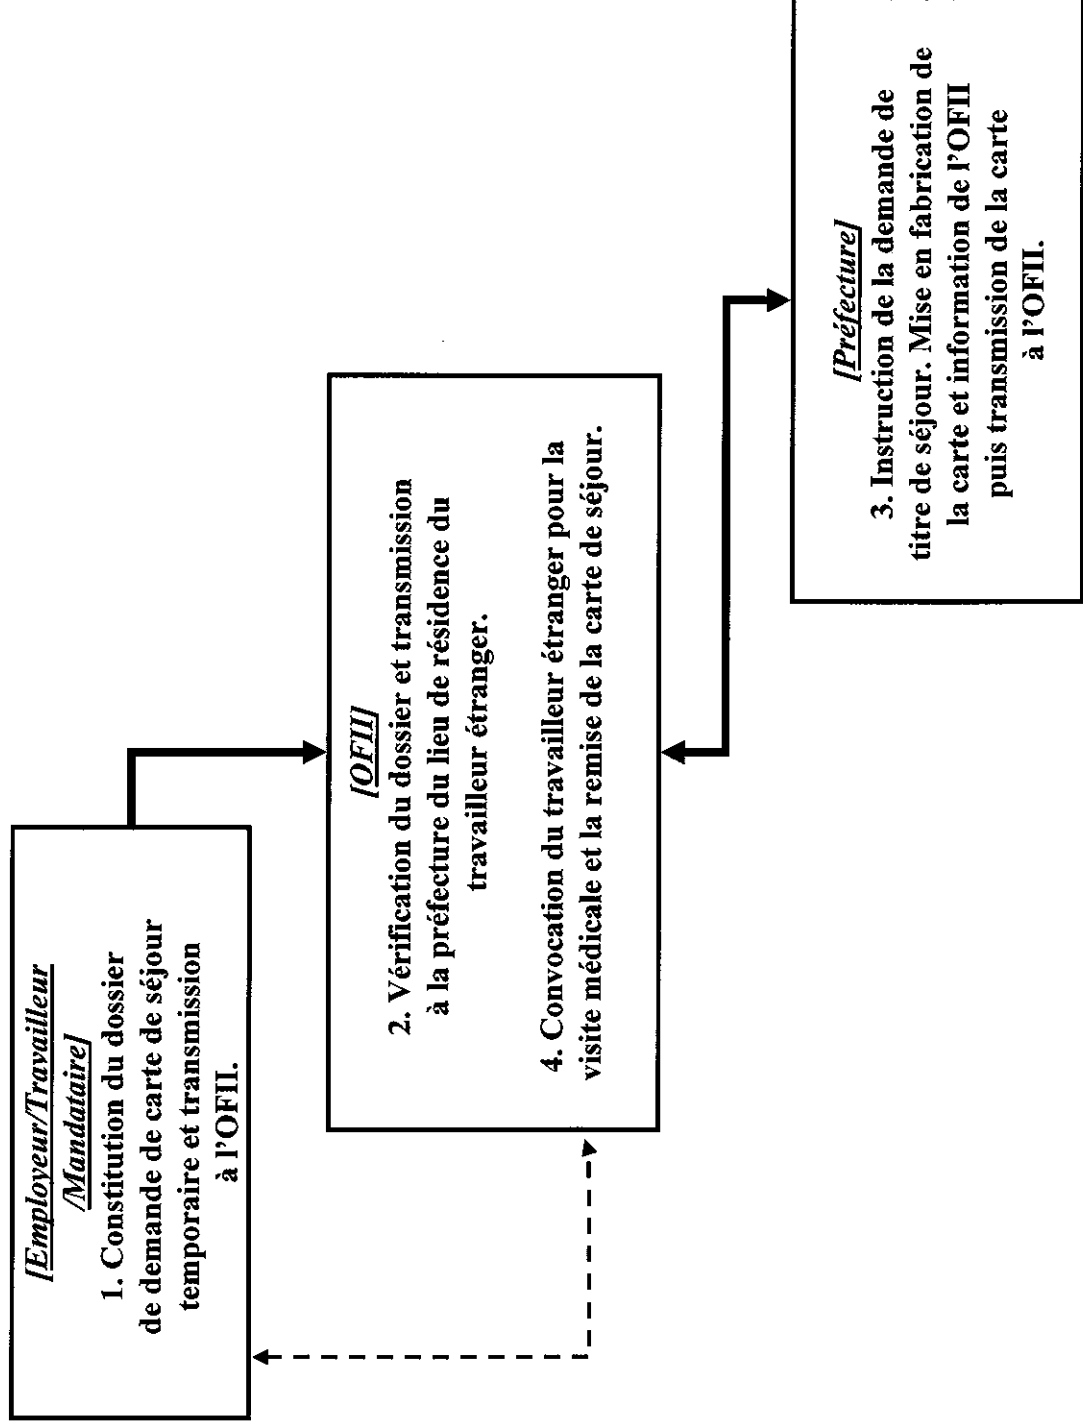 [Employeur/Travailleur
/Mandataire]
1. Constitution du dossier
de demande de carte de séjour
temporaire et transmission
à l'OFII.
[OFII]
2. Vérification du dossier et transmission
à la préfecture du lieu de résidence du
travailleur étranger.
4. Convocation du travailleur étranger pour la
visite médicale et la remise de la carte de séjour.
[Préfecture]
3. Instruction de la demande de
titre de séjour. Mise en fabrication de
la carte et information de l'OFII
puis transmission de la carte
à l'OFII.